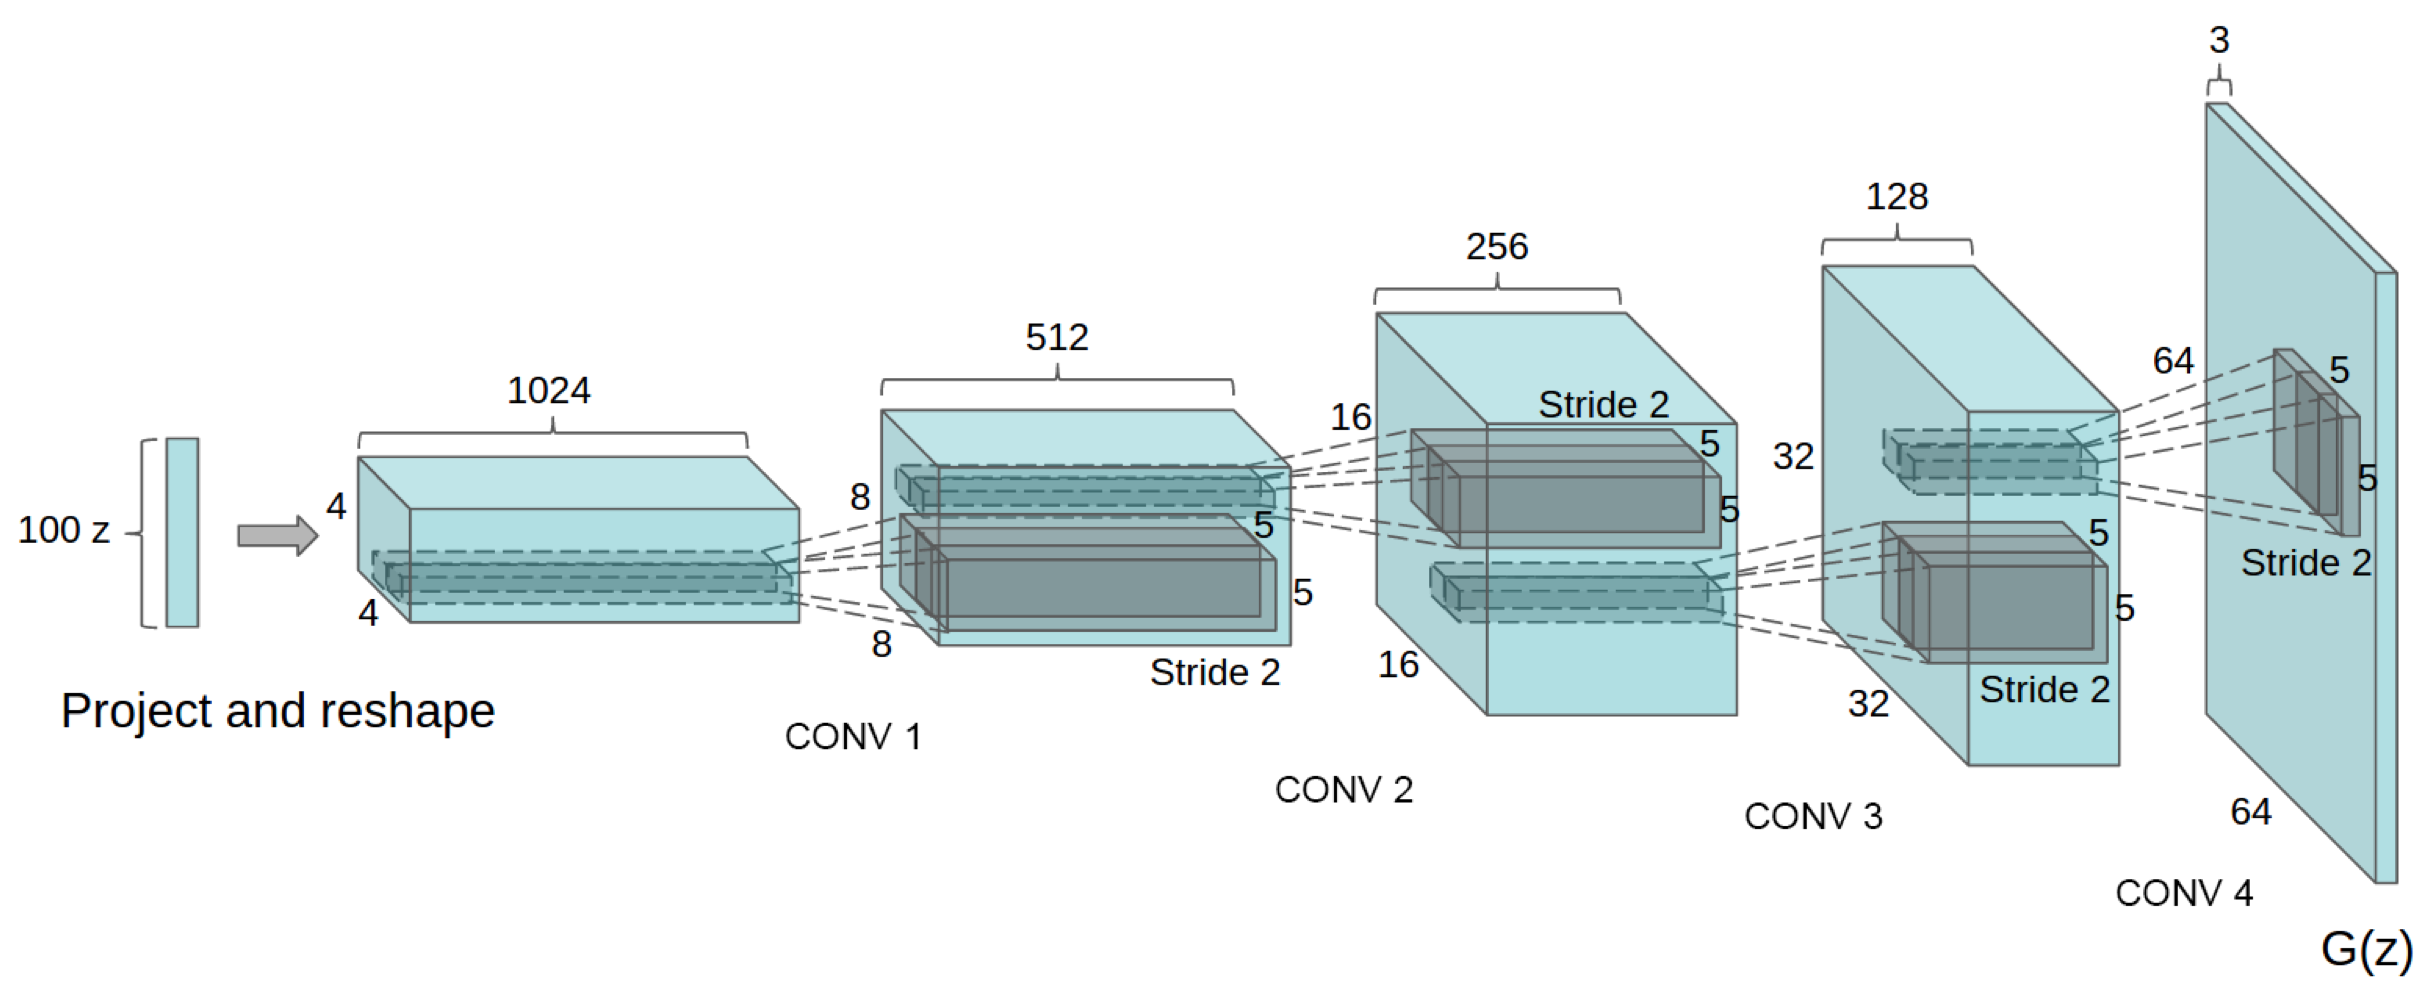 100 z
Project and reshape
1024
4
4
CONV 1
512
8
8
5
5
Stride 2
CONV 2
256
16
16
Stride 2
5
5
CONV 3
128
32
32
5
5
Stride 2
CONV 4
3
64
64
5
5
Stride 2
G(z)